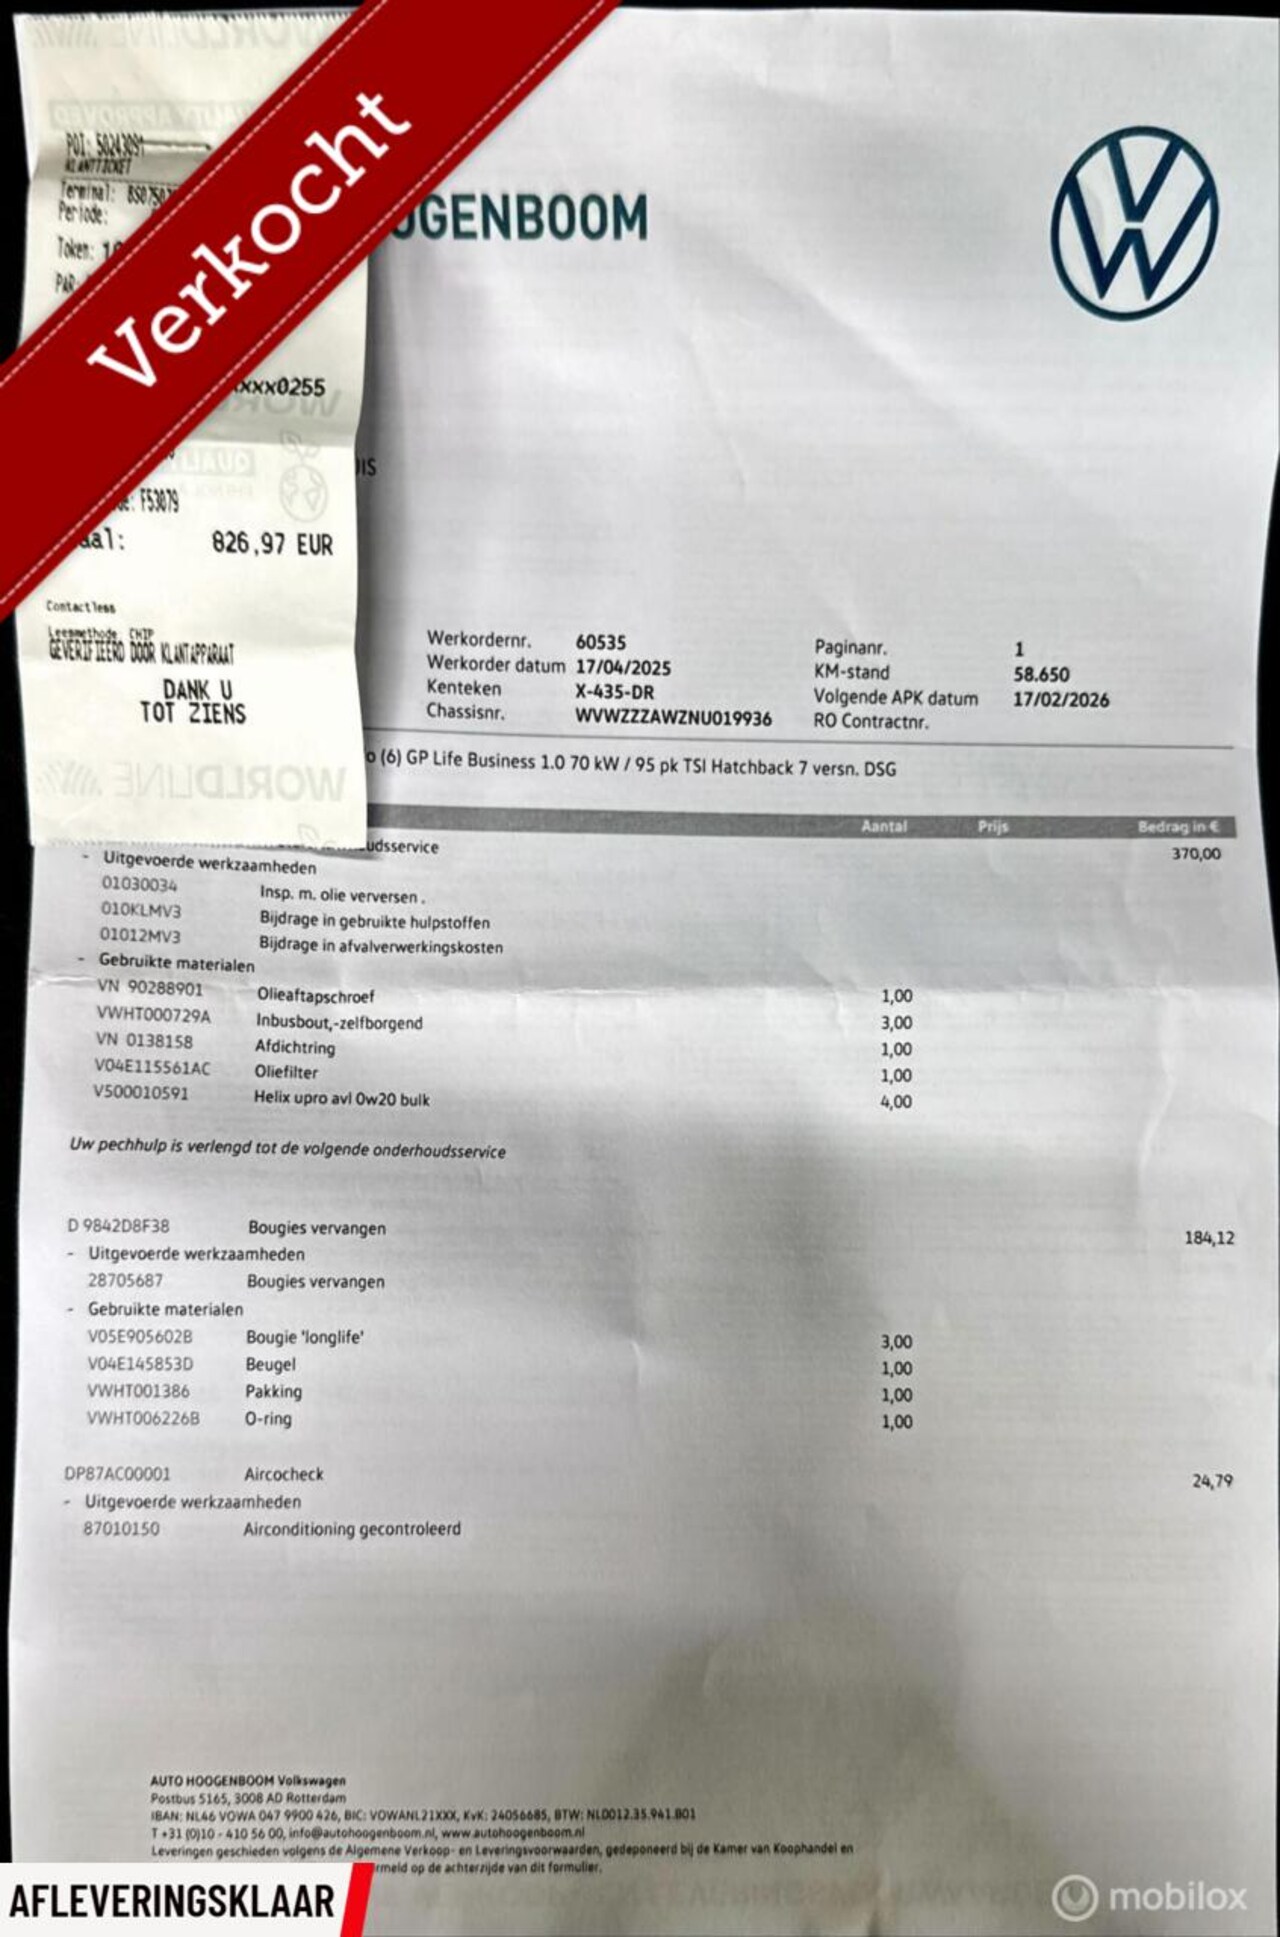 POI: 50243091
KLANTTICKET
Terminal:
Periode:
Token:
PAR:
Verkocht
xxx0255
F53079
826,97 EUR
Contactless
Leesmethode: CHIP
GEVERIFIEERD DOOR KLANTAPPARAAT
DANK U
TOT ZIENS
WORLDLINE
OGENBOOM
Werkordernr. 60535
Werkorder datum 17/04/2025
Kenteken X-435-DR
Chassisnr. WVWZZZAWZNU019936
Paginanr. 1
KM-stand 58.650
Volgende APK datum 17/02/2026
RO Contractnr.
o (6) GP Life Business 1.0 70 kW / 95 pk TSI Hatchback 7 versn. DSG
Aantal Prijs Bedrag in €
udsservice 370,00
- Uitgevoerde werkzaamheden
01030034 Insp. m. olie verversen .
010KLMV3 Bijdrage in gebruikte hulpstoffen
01012MV3 Bijdrage in afvalverwerkingskosten
- Gebruikte materialen
VN 90288901 Olieaftapschroef 1,00
VWHT000729A Inbusbout,-zelfborgend 3,00
VN 0138158 Afdichtring 1,00
V04E115561AC Oliefilter 1,00
V500010591 Helix upro avl 0w20 bulk 4,00
Uw pechhulp is verlengd tot de volgende onderhoudsservice
D 9842D8F38 Bougies vervangen 184,12
- Uitgevoerde werkzaamheden
28705687 Bougies vervangen
- Gebruikte materialen
V05E905602B Bougie 'longlife' 3,00
V04E145853D Beugel 1,00
VWHT001386 Pakking 1,00
VWHT006226B O-ring 1,00
DP87AC00001 Aircocheck 24,79
- Uitgevoerde werkzaamheden
87010150 Airconditioning gecontroleerd
AUTO HOOGENBOOM Volkswagen
Postbus 5165, 3008 AD Rotterdam
IBAN: NL46 VOWA 047 9900 426, BIC: VOWANL21XXX, KvK: 24056685, BTW: NL0012.35.941.B01
T +31 (0)10 - 410 56 00, info@autohoogenboom.nl, www.autohoogenboom.nl
Leveringen geschieden volgens de Algemene Verkoop- en Leveringsvoorwaarden, gedeponeerd bij de Kamer van Koophandel en
rmeld op de achterzijde van dit formulier.
AFLEVERINGSKLAAR
mobilox